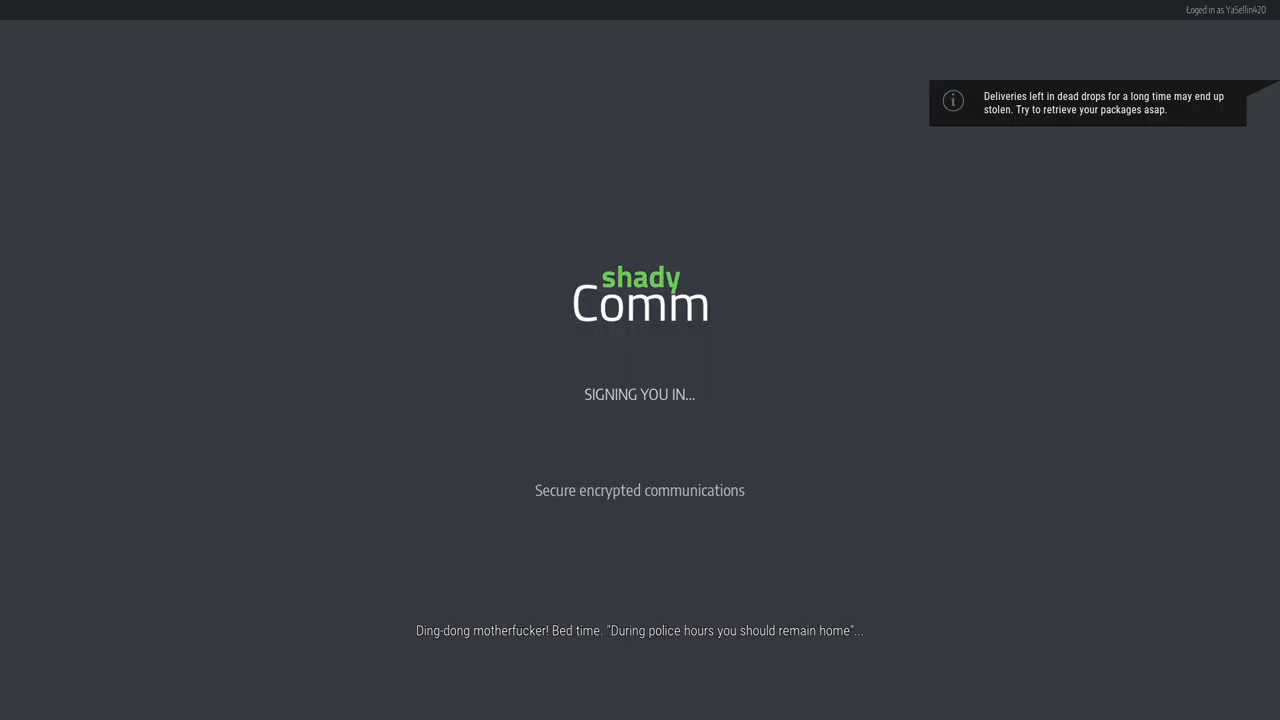 Loged in as YaSellin420
Deliveries left in dead drops for a long time may end up
stolen. Try to retrieve your packages asap.
shady
Comm
SIGNING YOU IN...
Secure encrypted communications
Ding-dong motherfucker! Bed time. "During police hours you should remain home"...